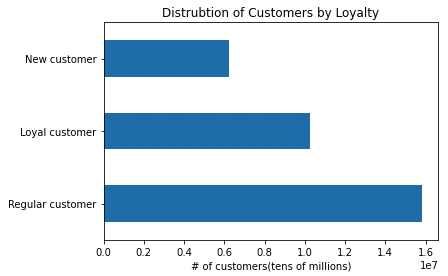 Distrubtion of Customers by Loyalty
New customer
Loyal customer
Regular customer
0.0 0.2 0.4 0.6 0.8 1.0 1.2 1.4 1.6
1e7
# of customers(tens of millions)